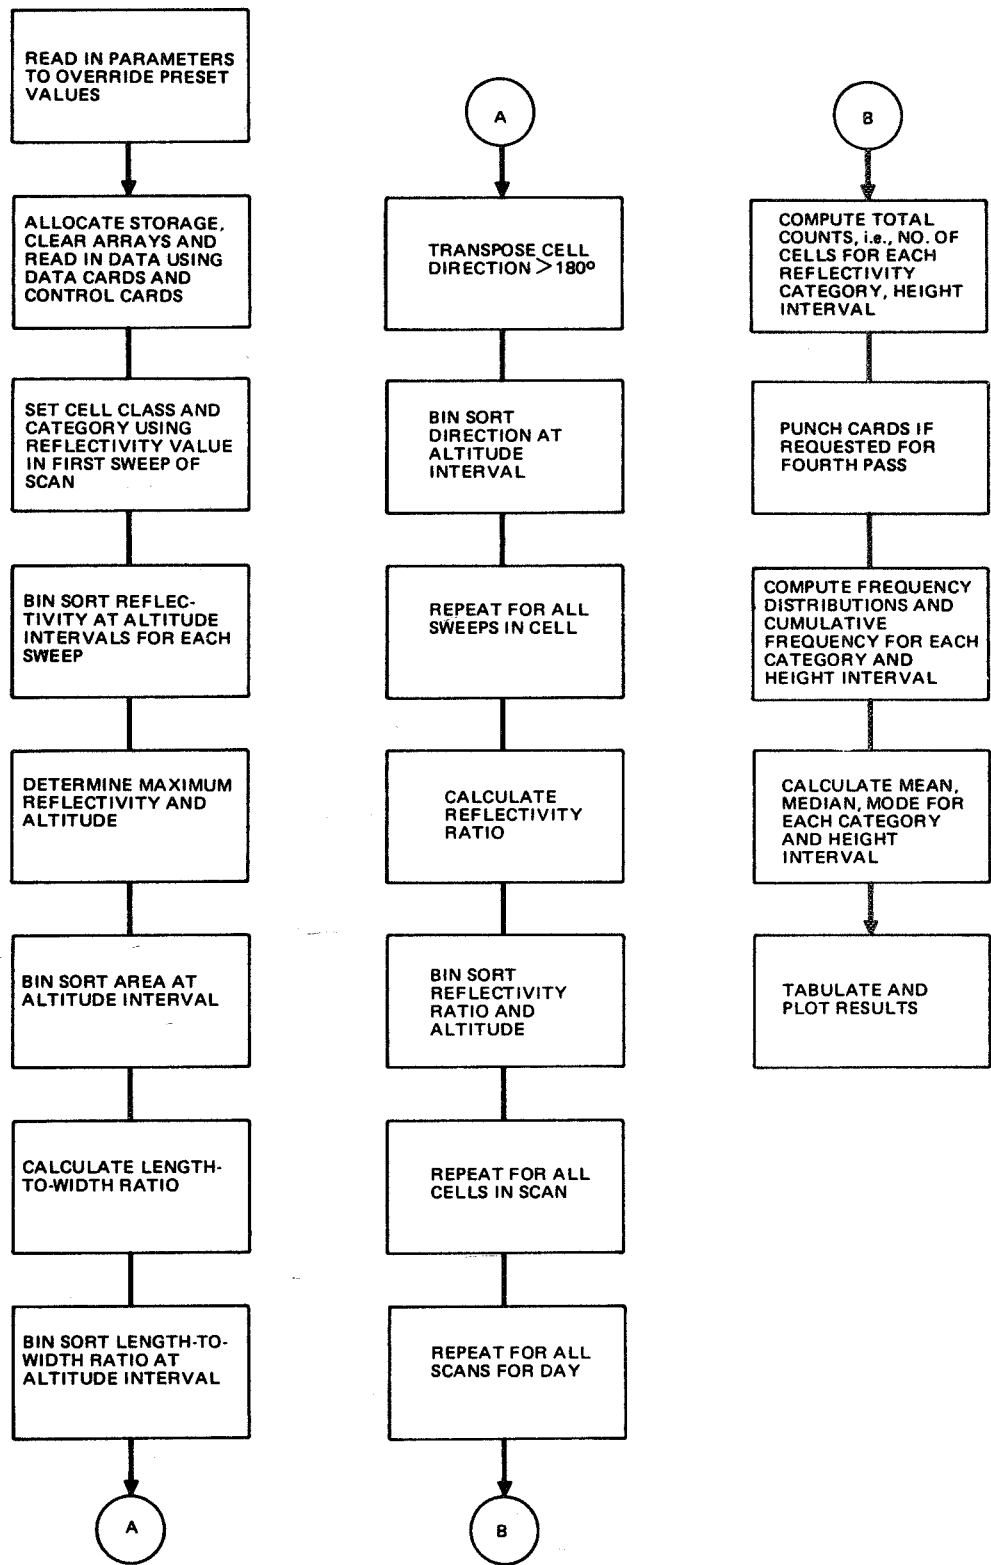 READ IN PARAMETERS
TO OVERRIDE PRESET
VALUES
ALLOCATE STORAGE,
CLEAR ARRAYS AND
READ IN DATA USING
DATA CARDS AND
CONTROL CARDS
SET CELL CLASS AND
CATEGORY USING
REFLECTIVITY VALUE
IN FIRST SWEEP OF
SCAN
BIN SORT REFLEC-
TIVITY AT ALTITUDE
INTERVALS FOR EACH
SWEEP
DETERMINE MAXIMUM
REFLECTIVITY AND
ALTITUDE
BIN SORT AREA AT
ALTITUDE INTERVAL
CALCULATE LENGTH-
TO-WIDTH RATIO
BIN SORT LENGTH-TO-
WIDTH RATIO AT
ALTITUDE INTERVAL
A
A
TRANSPOSE CELL
DIRECTION >180º
BIN SORT
DIRECTION AT
ALTITUDE
INTERVAL
REPEAT FOR ALL
SWEEPS IN CELL
CALCULATE
REFLECTIVITY
RATIO
BIN SORT
REFLECTIVITY
RATIO AND
ALTITUDE
REPEAT FOR ALL
CELLS IN SCAN
REPEAT FOR ALL
SCANS FOR DAY
B
B
COMPUTE TOTAL
COUNTS, i.e., NO. OF
CELLS FOR EACH
REFLECTIVITY
CATEGORY, HEIGHT
INTERVAL
PUNCH CARDS IF
REQUESTED FOR
FOURTH PASS
COMPUTE FREQUENCY
DISTRIBUTIONS AND
CUMULATIVE
FREQUENCY FOR EACH
CATEGORY AND
HEIGHT INTERVAL
CALCULATE MEAN,
MEDIAN, MODE FOR
EACH CATEGORY
AND HEIGHT
INTERVAL
TABULATE AND
PLOT RESULTS